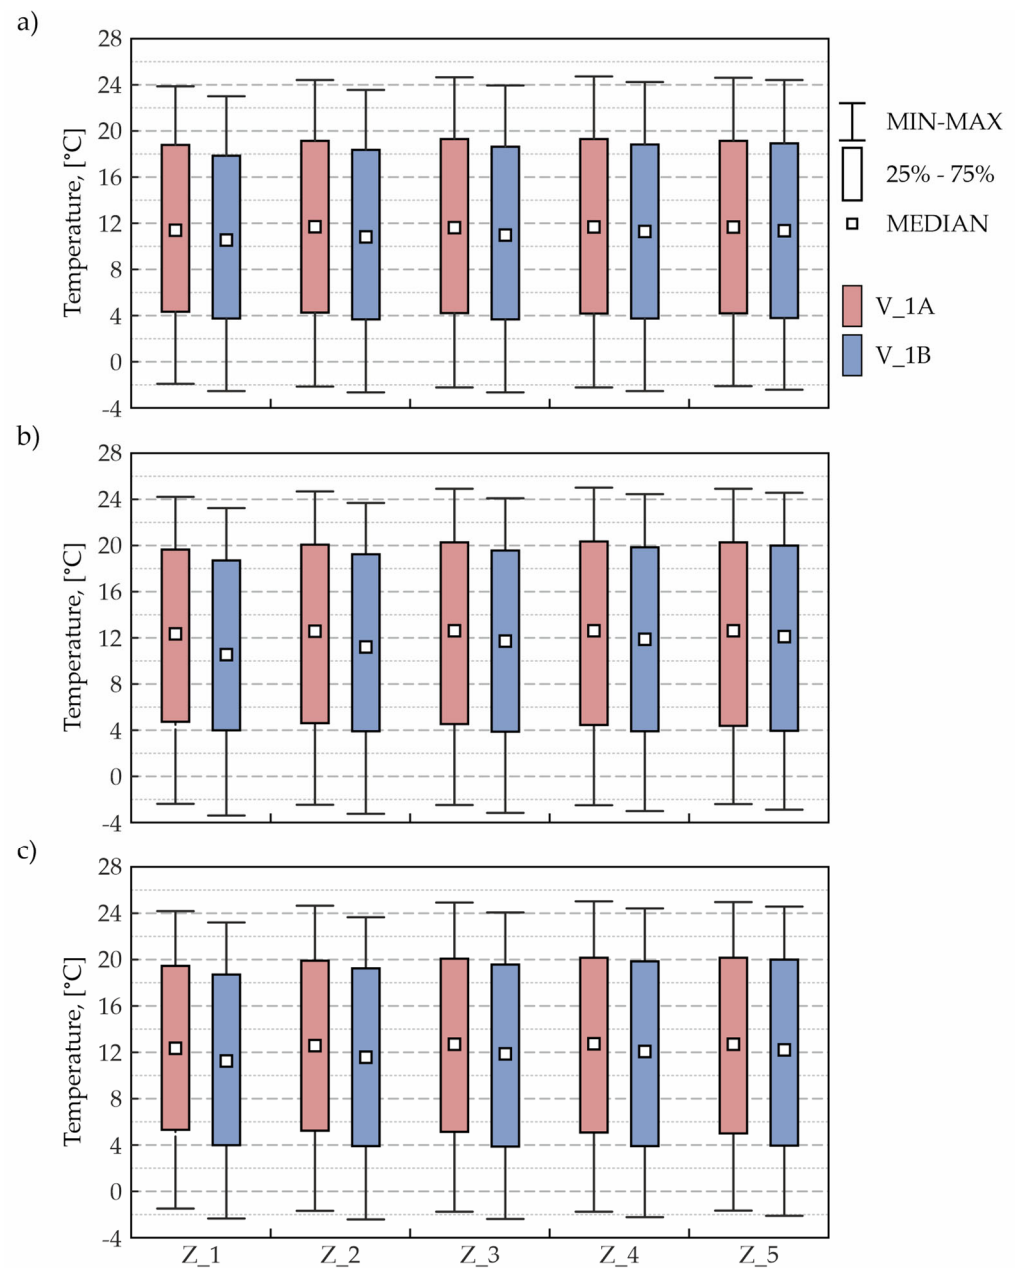 a)
28
24
20
16
12
8
4
0
-4
Temperature, [°C]
MIN-MAX
25% - 75%
MEDIAN
V_1A
V_1B
b)
28
24
20
16
12
8
4
0
-4
Temperature, [°C]
c)
28
24
20
16
12
8
4
0
-4
Temperature, [°C]
Z_1 Z_2 Z_3 Z_4 Z_5